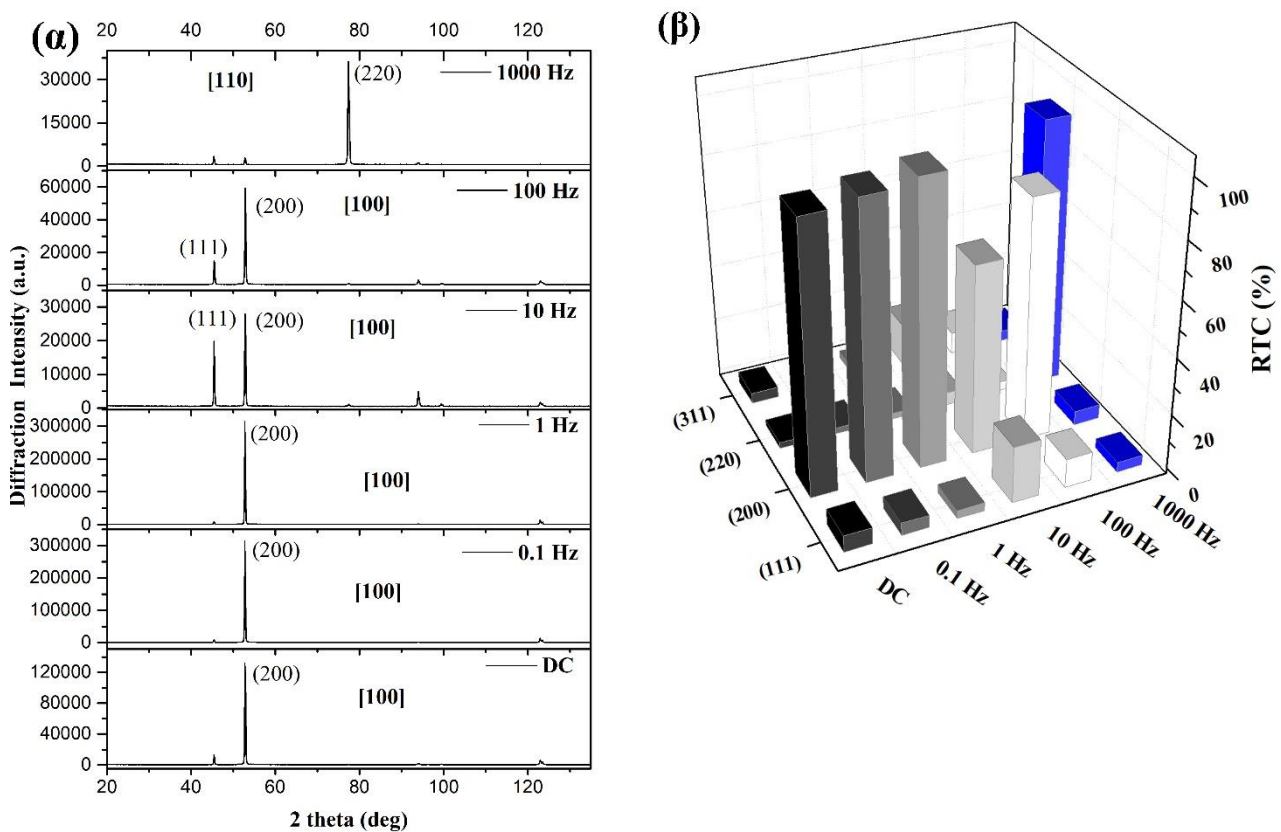 (α)
20 40 60 80 100 120
30000
15000
0
[110]
(220)
1000 Hz
60000
40000
20000
0
(111)
(200)
[100]
100 Hz
30000
20000
10000
0
(111)
(200)
[100]
10 Hz
300000
200000
100000
0
(200)
[100]
1 Hz
300000
200000
100000
0
(200)
[100]
0.1 Hz
120000
80000
40000
0
(200)
[100]
DC
20 40 60 80 100 120
2 theta (deg)
Diffraction Intensity (a.u.)
(β)
100
80
60
40
20
0
RTC (%)
(311)
(220)
(200)
(111)
DC
0.1 Hz
1 Hz
10 Hz
100 Hz
1000 Hz